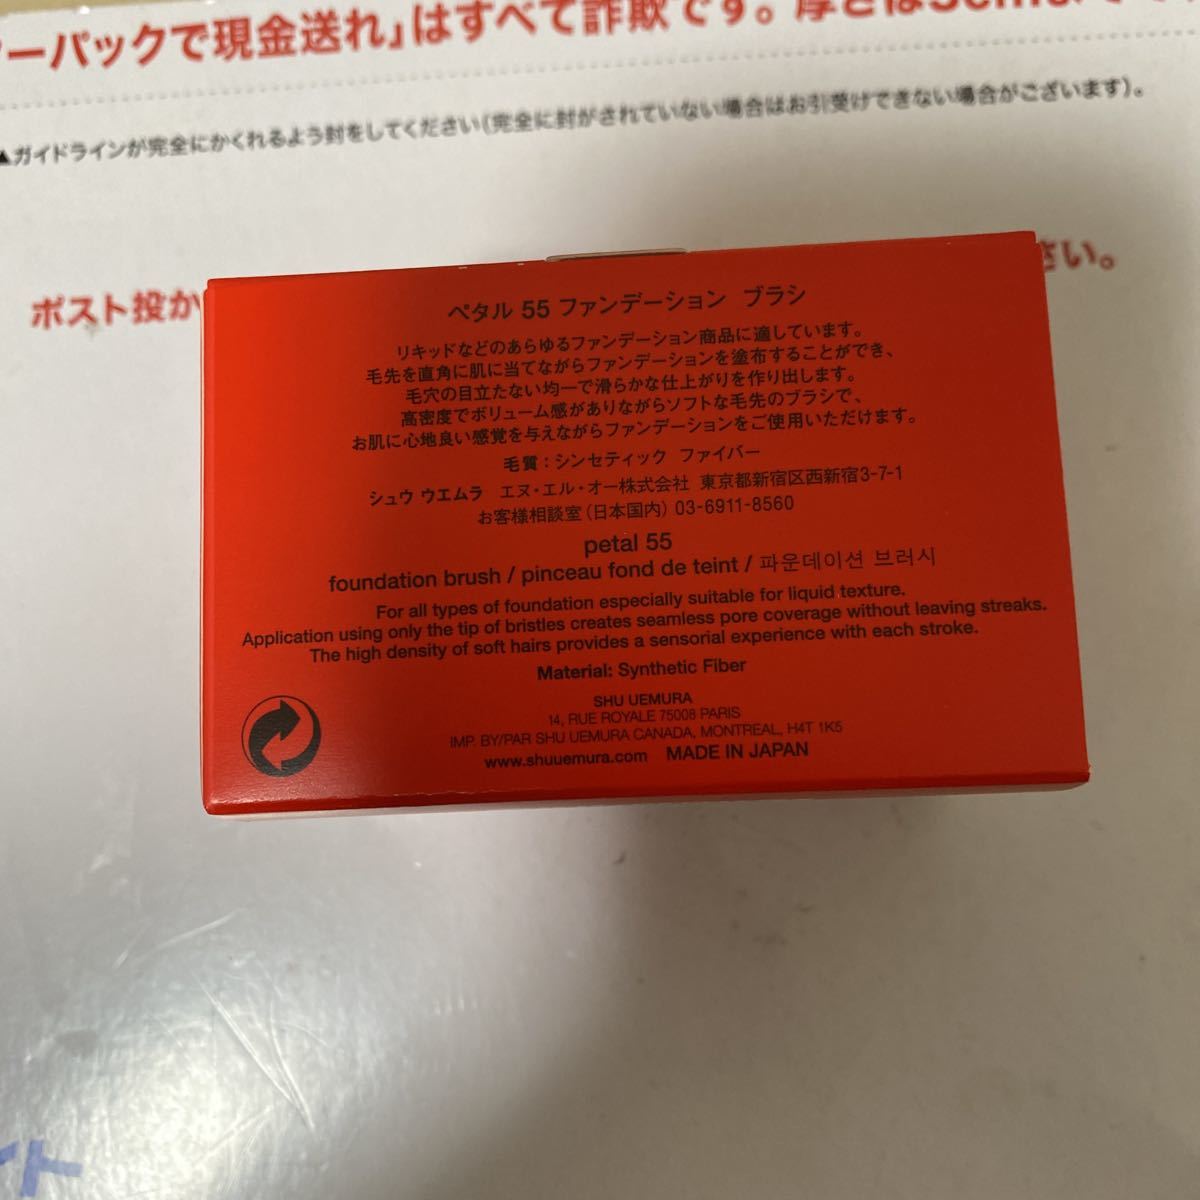 ーパックで現金送れ」はすべて詐欺です。
▲ガイドラインが完全にかくれるよう封をしてください(完全に封がされていない場合はお引受けできない場合がございます)。
ポスト投か
さい。
ペタル 55 ファンデーション ブラシ
リキッドなどのあらゆるファンデーション商品に適しています。
毛先を直角に肌に当てながらファンデーションを塗布することができ、
毛穴の目立たない均一で滑らかな仕上がりを作り出します。
高密度でボリューム感がありながらソフトな毛先のブラシで、
お肌に心地良い感覚を与えながらファンデーションをご使用いただけます。
毛質：シンセティック ファイバー
シュウ ウエムラ エヌ・エル・オー株式会社 東京都新宿区西新宿3-7-1
お客様相談室(日本国内) 03-6911-8560
petal 55
foundation brush / pinceau fond de teint / 파운데이션 브러시
For all types of foundation especially suitable for liquid texture.
Application using only the tip of bristles creates seamless pore coverage without leaving streaks.
The high density of soft hairs provides a sensorial experience with each stroke.
Material: Synthetic Fiber
SHU UEMURA
14, RUE ROYALE 75008 PARIS
IMP. BY/PAR SHU UEMURA CANADA, MONTREAL, H4T 1K5
www.shuuemura.com MADE IN JAPAN
イト